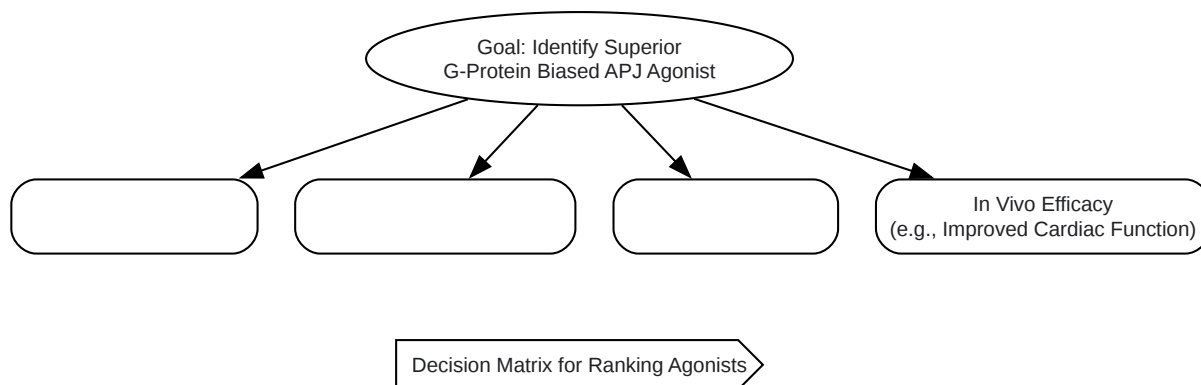 Goal: Identify Superior
G-Protein Biased APJ Agonist
In Vivo Efficacy
(e.g., Improved Cardiac Function)
Decision Matrix for Ranking Agonists